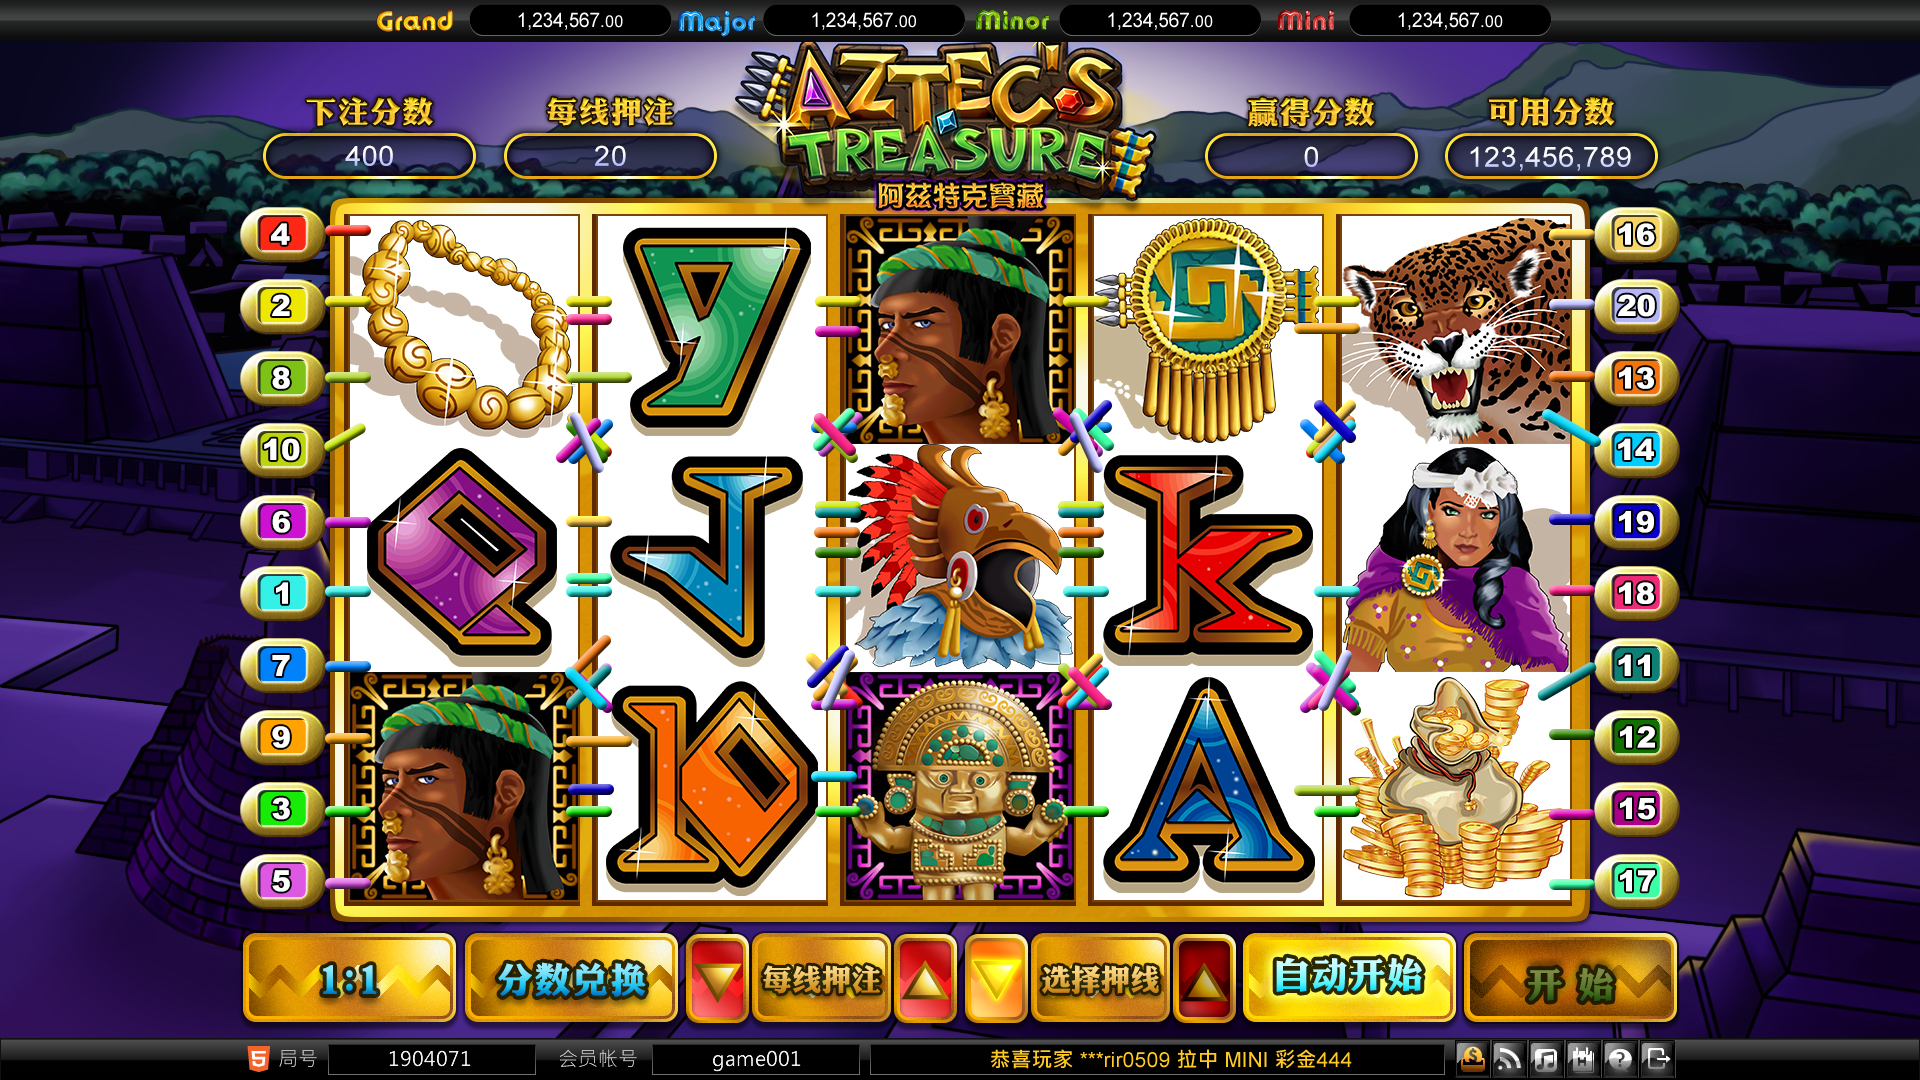 Grand 1,234,567.00 Major 1,234,567.00 Minor 1,234,567.00 Mini 1,234,567.00
AZTEC'S
TREASURE
阿兹特克寶藏
下注分数 每线押注 赢得分数 可用分数
400 20 0 123,456,789
4 16
2 20
8 13
10 14
6 19
1 18
7 11
9 12
3 15
5 17
y
Q J K
10 A
1:1 分数兑换 每线押注 选择押线 自动开始 开始
5 局号 1904071 会员帐号 game001 恭喜玩家 ***rir0509 拉中 MINI 彩金444